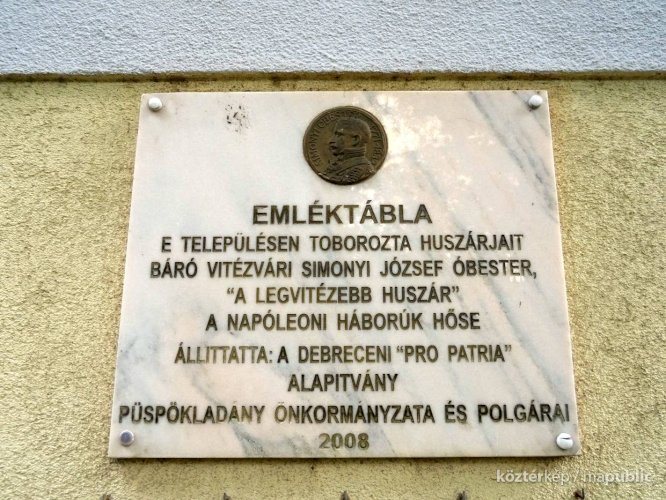 EMLÉKTÁBLA
E TELEPÜLÉSEN TOBOROZTA HUSZÁRJAIT
BÁRÓ VITÉZVÁRI SIMONYI JÓZSEF ÓBESTER,
“A LEGVITÉZEBB HUSZÁR”
A NAPÓLEONI HÁBORÚK HŐSE
ÁLLITTATTA: A DEBRECENI “PRO PATRIA”
ALAPITVÁNY
PÜSPÖKLADÁNY ÖNKORMÁNYZATA ÉS POLGÁRAI
2008
köztérkép / mapublic